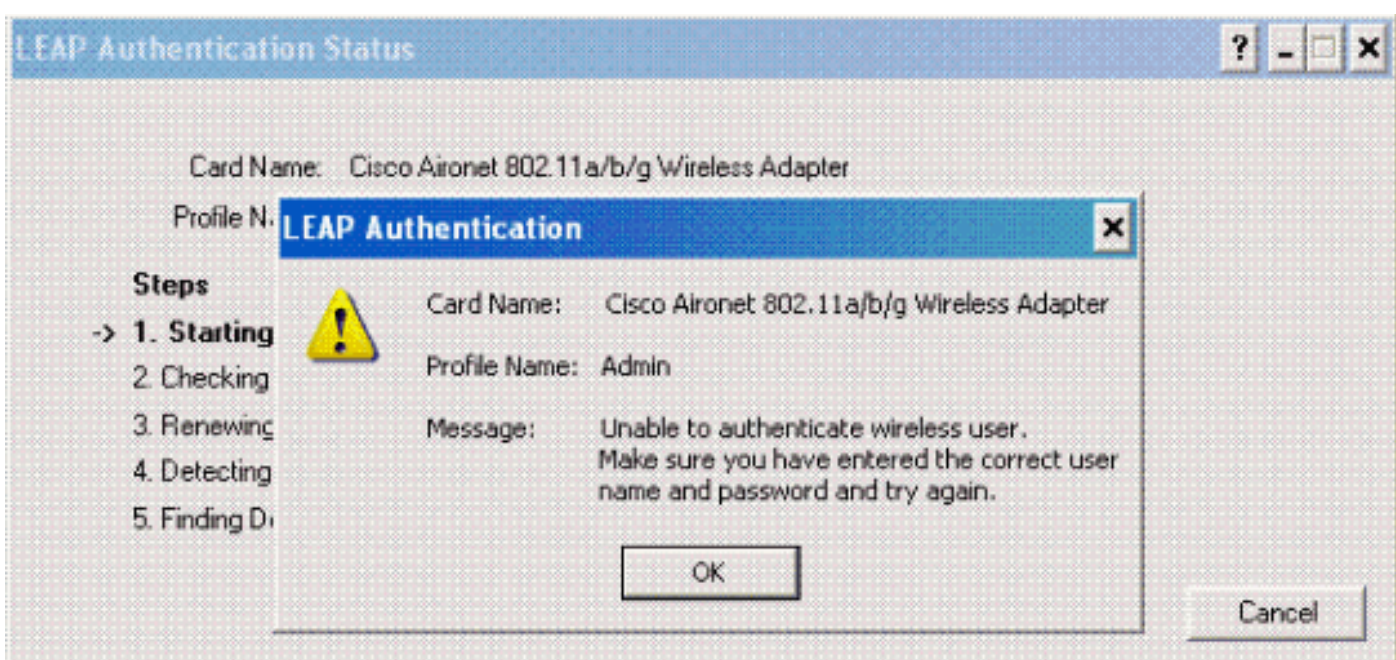 LEAP Authentication Status
Card Name: Cisco Aironet 802.11a/b/g Wireless Adapter
Profile N
LEAP Authentication
Card Name: Cisco Aironet 802.11a/b/g Wireless Adapter
Profile Name: Admin
Message: Unable to authenticate wireless user.
Make sure you have entered the correct user
name and password and try again.
OK
Steps
-> 1. Starting
2. Checking
3. Renewing
4. Detecting
5. Finding D
Cancel